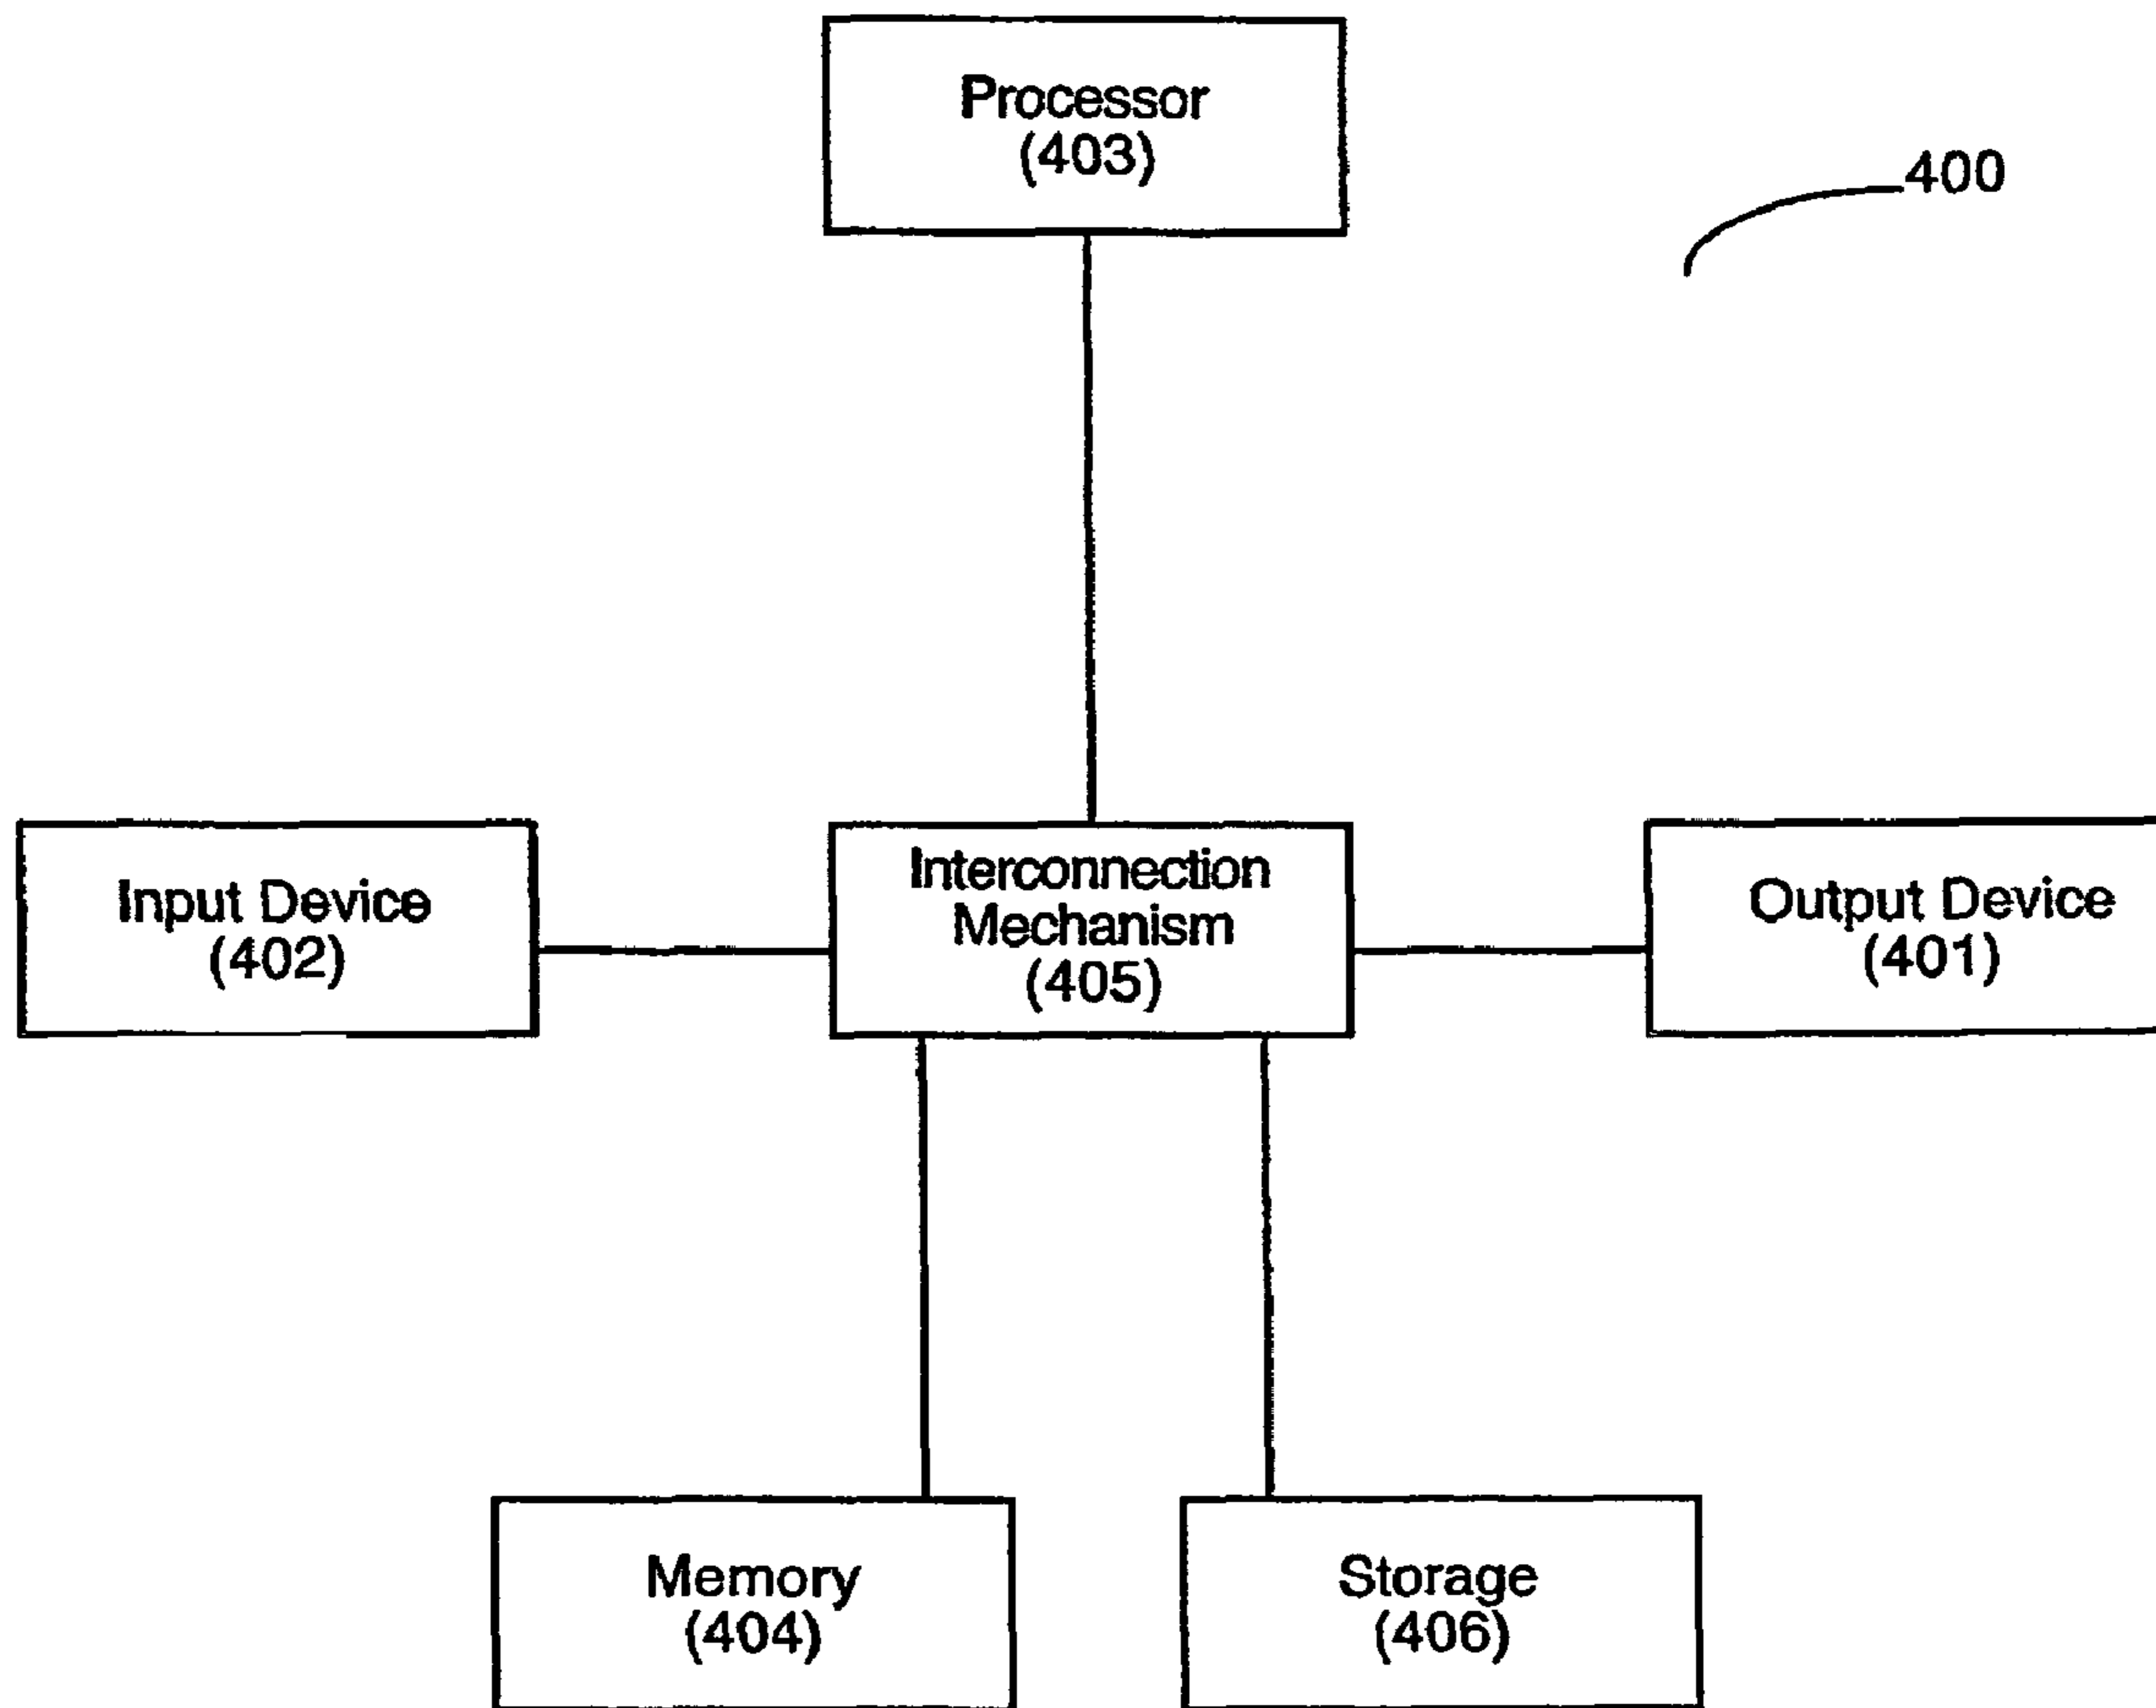 Processor
(403)
400
Input Device
(402)
Interconnection
Mechanism
(405)
Output Device
(401)
Memory
(404)
Storage
(406)